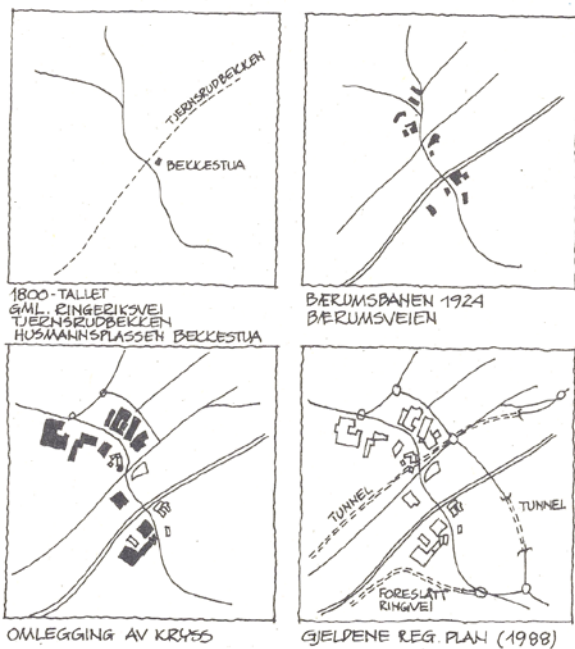 TJERNSRUDBEKKEN
BEKKESTUA
1800-TALLET
GML. RINGERIKSVEI
TJERNSRUDBEKKEN
HUSMANNSPLASSEN BEKKESTUA
BÆRUMSBANEN 1924
BÆRUMSVEIEN
OMLEGGING AV KRYSS
TUNNEL
TUNNEL
FORESLÅTT
RINGVEI
GJELDENE REG. PLAN (1988)